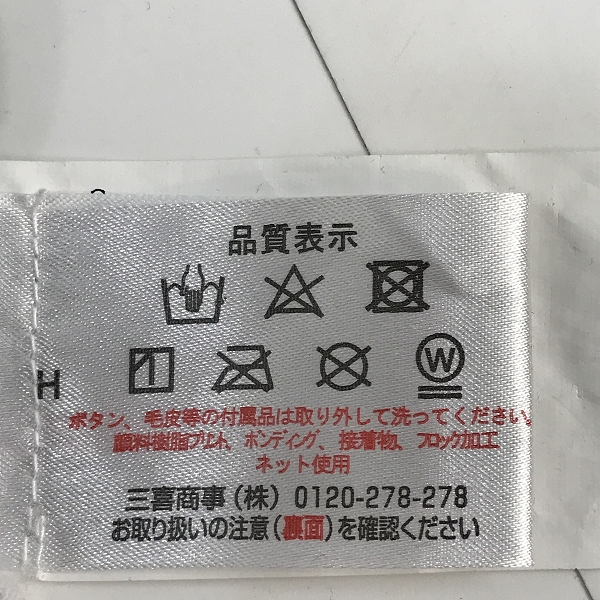 品質表示
W
H
ボタン、毛皮等の付属品は取り外して洗ってください。
顔料樹脂プリント、ボンディング、接着物、フロック加工
ネット使用
三喜商事(株) 0120-278-278
お取り扱いの注意(裏面)を確認ください